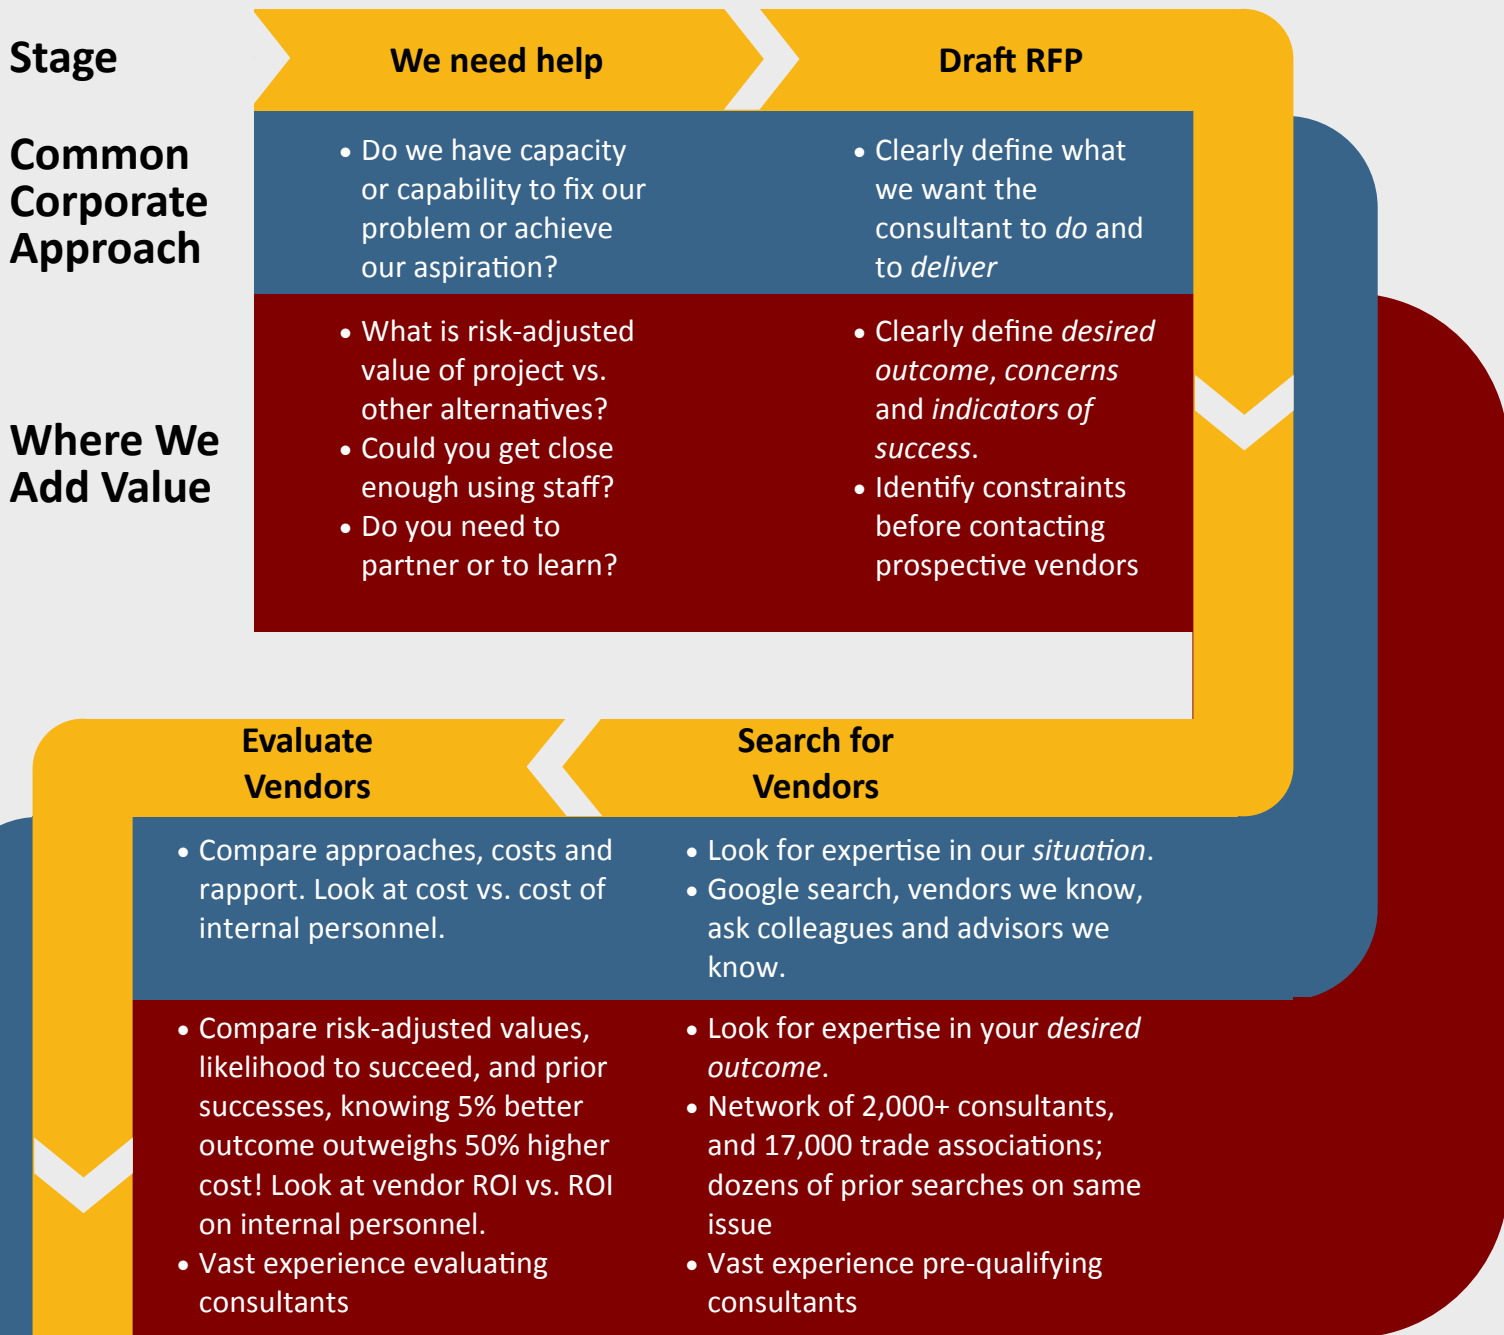 Stage
We need help
Draft RFP
Common
Corporate
Approach
• Do we have capacity
or capability to fix our
problem or achieve
our aspiration?
• Clearly define what
we want the
consultant to do and
to deliver
Where We
Add Value
• What is risk-adjusted
value of project vs.
other alternatives?
• Could you get close
enough using staff?
• Do you need to
partner or to learn?
• Clearly define desired
outcome, concerns
and indicators of
success.
• Identify constraints
before contacting
prospective vendors
Search for
Vendors
• Look for expertise in our situation.
• Google search, vendors we know,
ask colleagues and advisors we
know.
• Look for expertise in your desired
outcome.
• Network of 2,000+ consultants,
and 17,000 trade associations;
dozens of prior searches on same
issue
• Vast experience pre-qualifying
consultants
Evaluate
Vendors
• Compare approaches, costs and
rapport. Look at cost vs. cost of
internal personnel.
• Compare risk-adjusted values,
likelihood to succeed, and prior
successes, knowing 5% better
outcome outweighs 50% higher
cost! Look at vendor ROI vs. ROI
on internal personnel.
• Vast experience evaluating
consultants